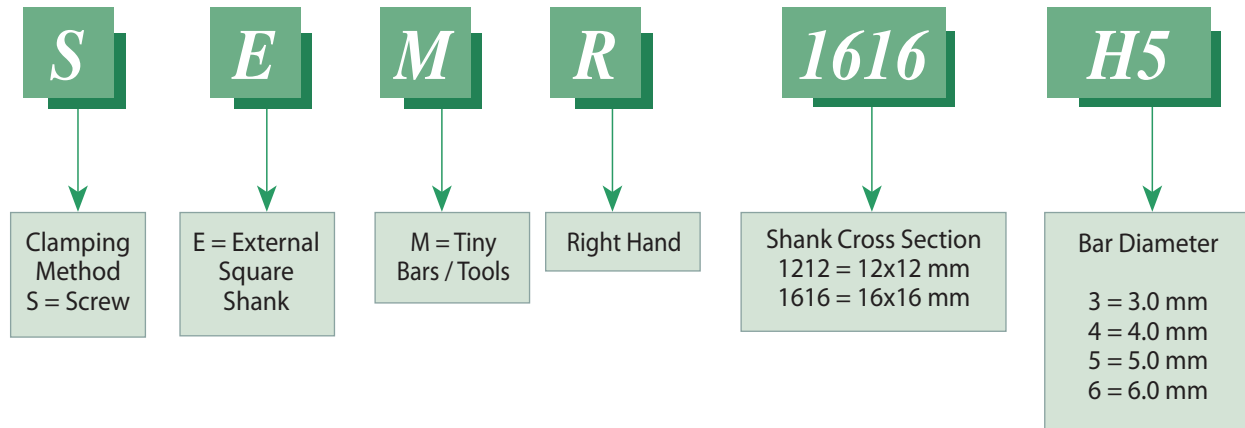 S
E
M
R
1616
H5
Clamping
Method
S = Screw
E = External
Square
Shank
M = Tiny
Bars / Tools
Right Hand
Shank Cross Section
1212 = 12x12 mm
1616 = 16x16 mm
Bar Diameter
3 = 3.0 mm
4 = 4.0 mm
5 = 5.0 mm
6 = 6.0 mm